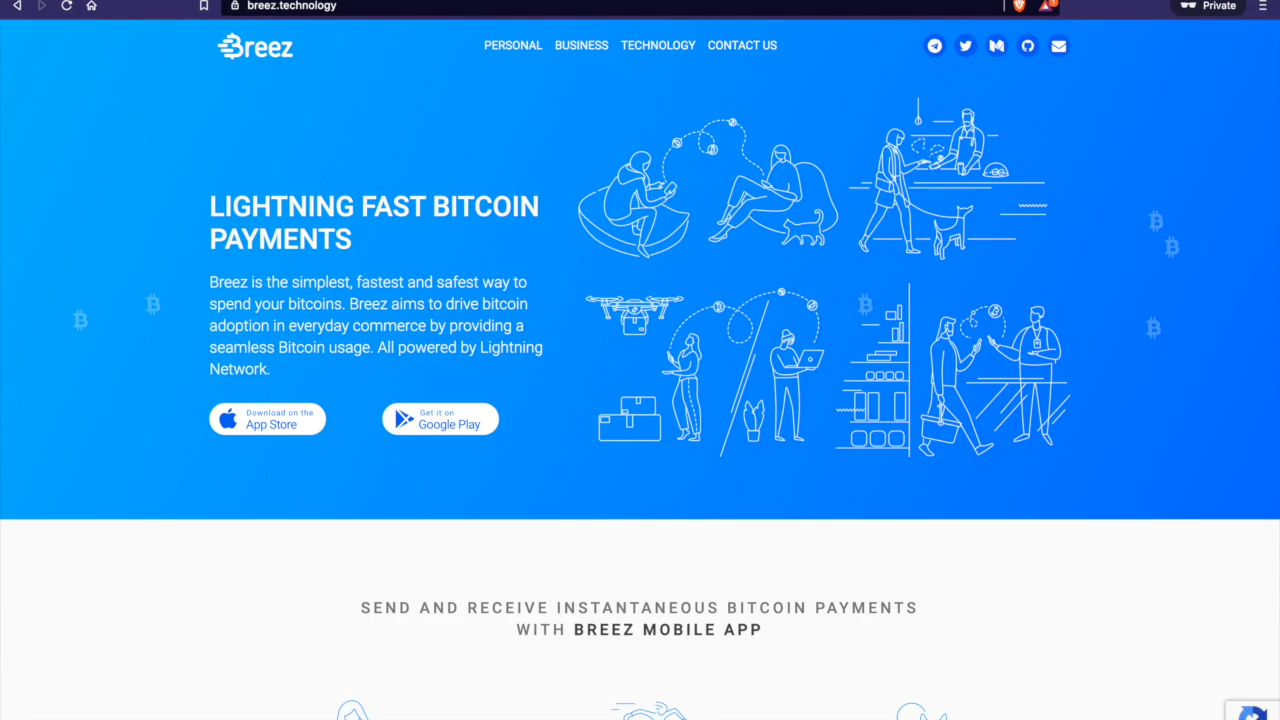 breez.technology
1
Private
Breez
PERSONAL BUSINESS TECHNOLOGY CONTACT US
LIGHTNING FAST BITCOIN
PAYMENTS
Breez is the simplest, fastest and safest way to
spend your bitcoins. Breez aims to drive bitcoin
adoption in everyday commerce by providing a
seamless Bitcoin usage. All powered by Lightning
Network.
Download on the
App Store
Get it on
Google Play
SEND AND RECEIVE INSTANTANEOUS BITCOIN PAYMENTS
WITH BREEZ MOBILE APP